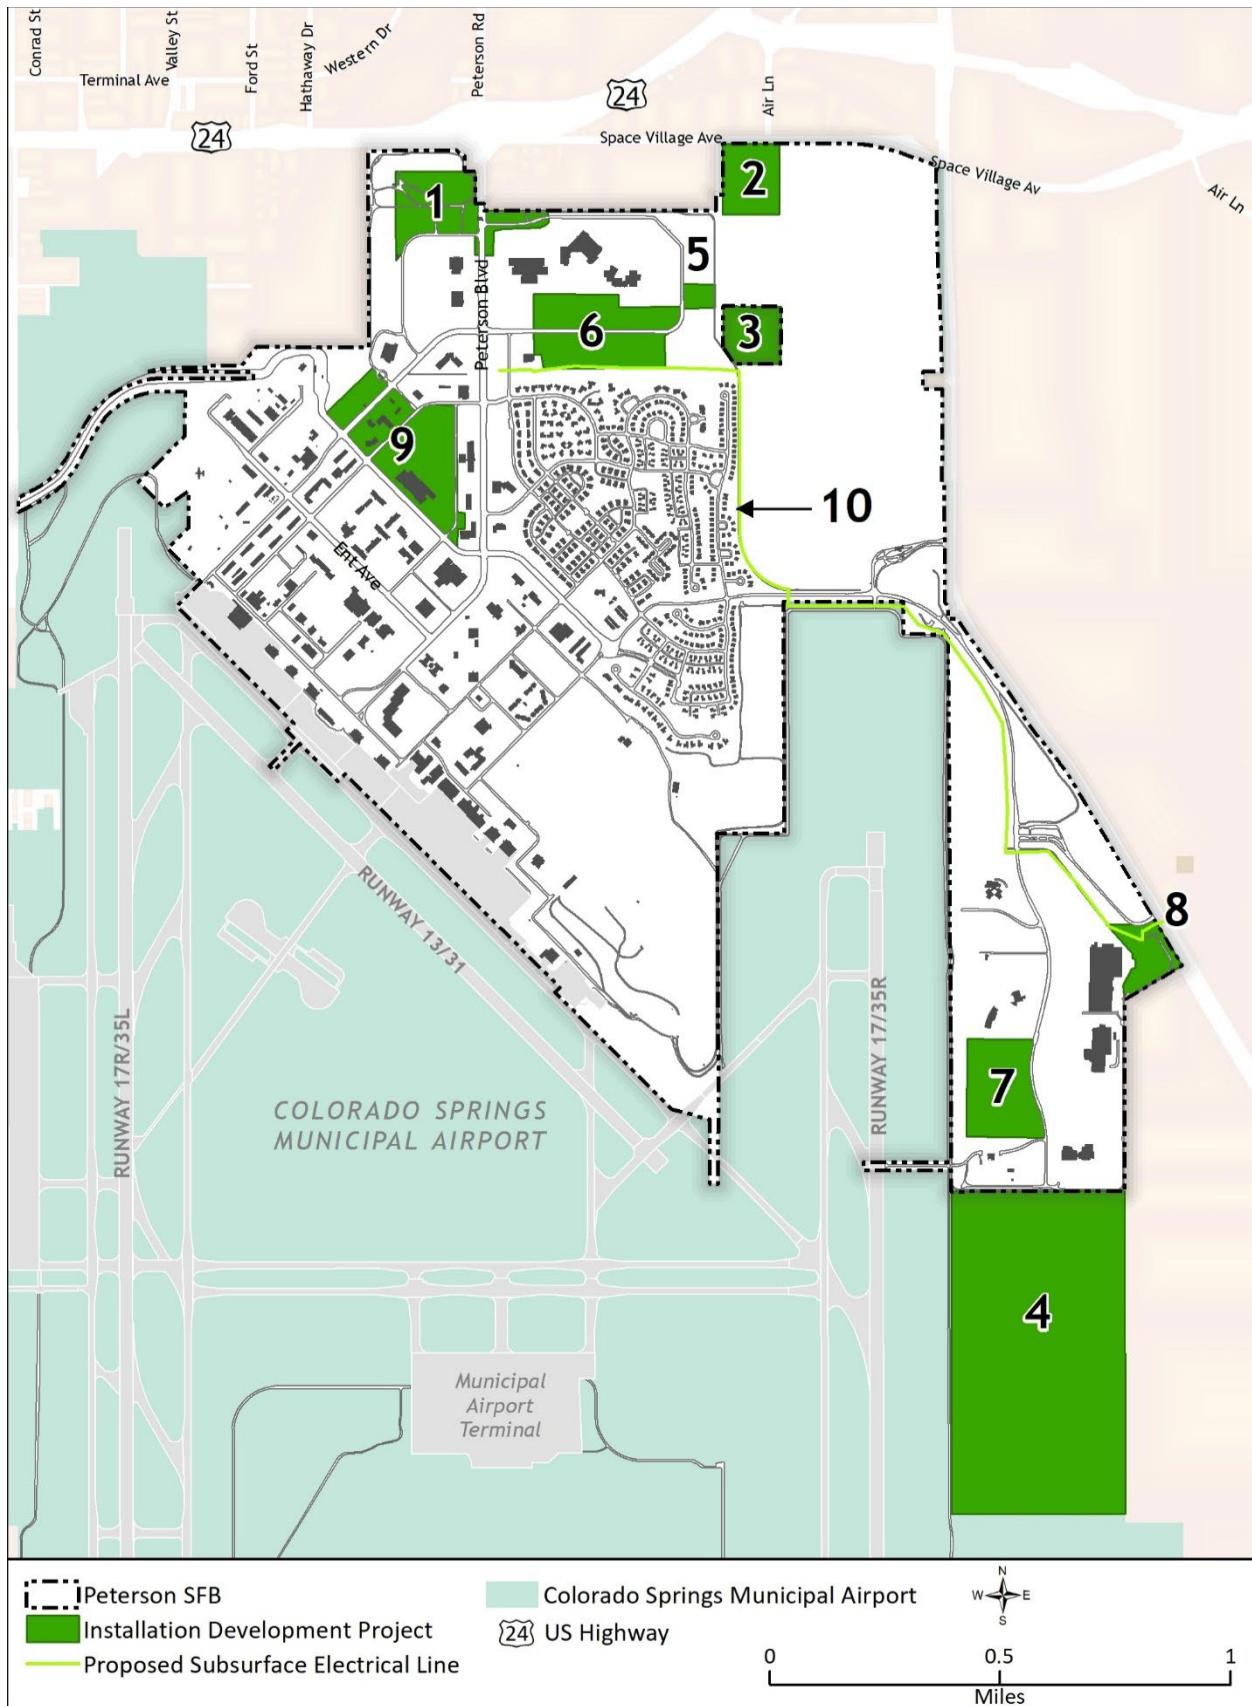 Conrad St
Terminal Ave
Valley St
Ford St
Hathaway Dr
Western Dr
Peterson Rd
24
24
Air Ln
Space Village Ave
Space Village Av
Air Ln
1
2
5
3
6
Peterson Blvd
9
10
Ent Ave
8
RUNWAY 13/31
RUNWAY 17R/35L
RUNWAY 17/35R
COLORADO SPRINGS
MUNICIPAL AIRPORT
7
4
Municipal
Airport
Terminal
Peterson SFB
Installation Development Project
Proposed Subsurface Electrical Line
Colorado Springs Municipal Airport
24 US Highway
N
W E
S
0 0.5 1
Miles